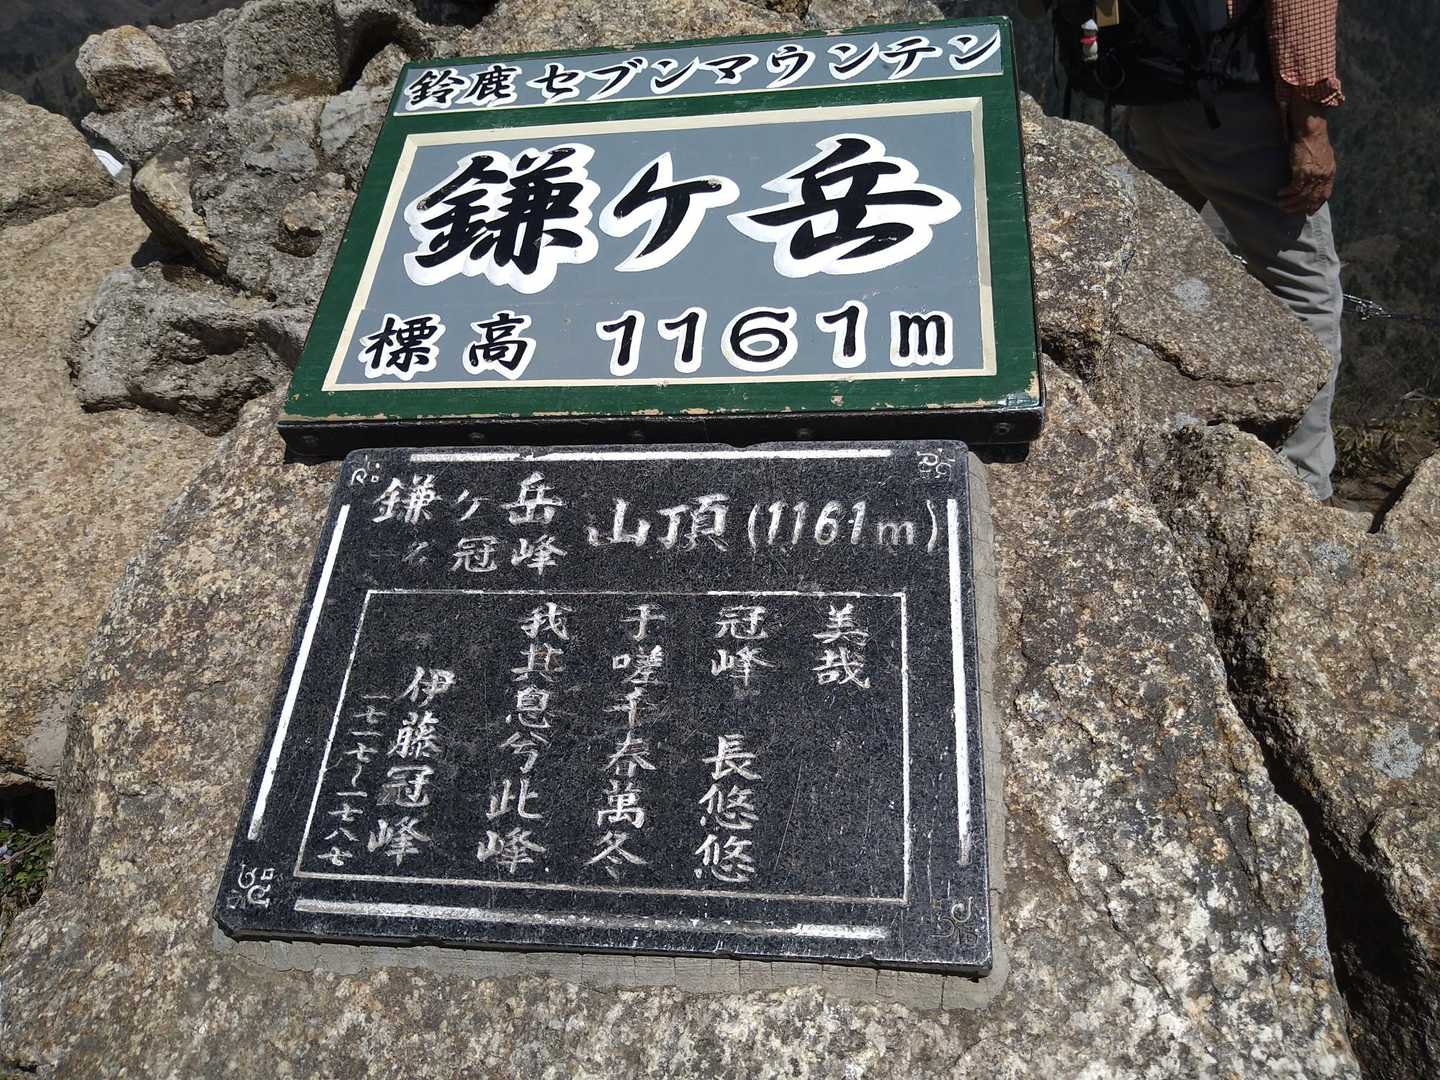 鈴鹿セブンマウンテン
鎌ヶ岳
標高 1161m
鎌ヶ岳 山頂(1161m)
一名 冠峰
美哉
冠峰 長悠悠
于嗟千春萬冬
我其息兮此峰
伊藤冠峰
一七一七～一七八七